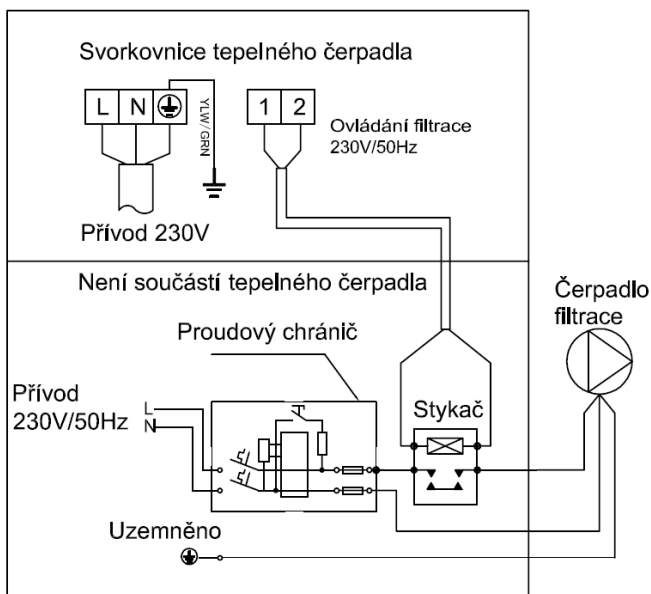 Svorkovnice tepelného čerpadla
L N
1 2
YLW/GRN
Ovládání filtrace
230V/50Hz
Přívod 230V
Není součástí tepelného čerpadla
Čerpadlo
filtrace
Proudový chránič
Přívod
230V/50Hz
L
N
Stykač
Uzemněno